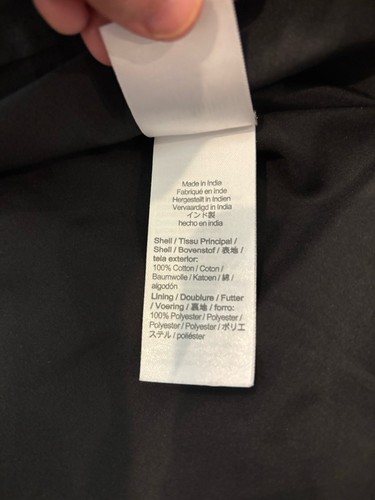 Made in India
Fabriqué en Inde
Hergestellt in Indien
Vervaardigd in India
インド製
hecho en india
Shell / Tissu Principal /
Shell / Bovenstof / 表地 /
tela exterior:
100% Cotton / Coton /
Baumwolle / Katoen / 綿 /
algodón
Lining / Doublure / Futter
/ Voering / 裏地 / forro:
100% Polyester / Polyester /
Polyester / Polyester / ポリエ
ステル / poliéster